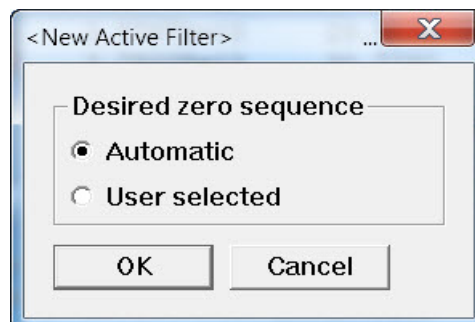 <New Active Filter> ...
Desired zero sequence
Automatic
User selected
OK Cancel